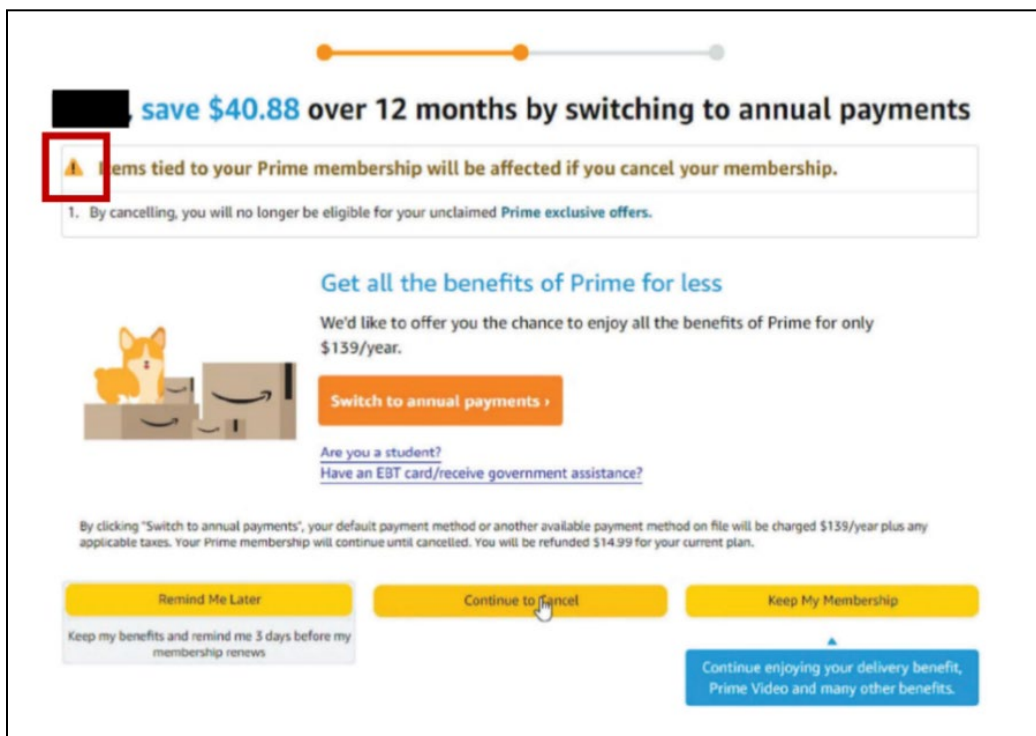 , save $40.88 over 12 months by switching to annual payments
Items tied to your Prime membership will be affected if you cancel your membership.
1. By cancelling, you will no longer be eligible for your unclaimed Prime exclusive offers.
Get all the benefits of Prime for less
We'd like to offer you the chance to enjoy all the benefits of Prime for only
$139/year.
Switch to annual payments ›
Are you a student?
Have an EBT card/receive government assistance?
By clicking "Switch to annual payments", your default payment method or another available payment method on file will be charged $139/year plus any
applicable taxes. Your Prime membership will continue until cancelled. You will be refunded $14.99 for your current plan.
Remind Me Later
Keep my benefits and remind me 3 days before my
membership renews
Continue to Cancel
Keep My Membership
Continue enjoying your delivery benefit,
Prime Video and many other benefits.